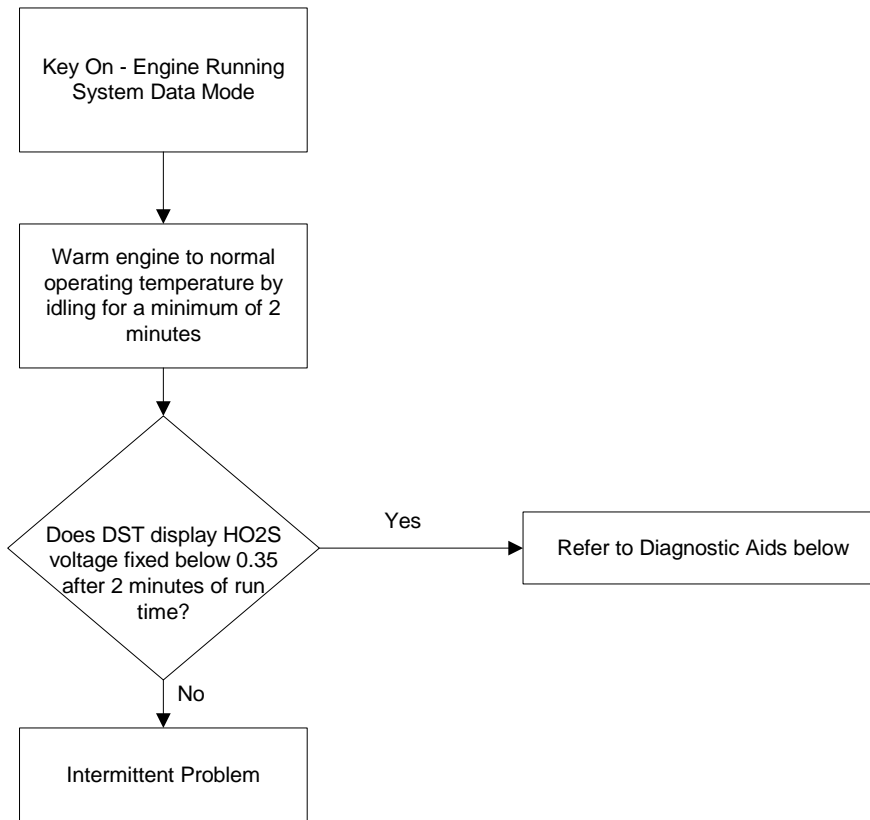 Key On - Engine Running
System Data Mode
Warm engine to normal
operating temperature by
idling for a minimum of 2
minutes
Does DST display HO2S
voltage fixed below 0.35
after 2 minutes of run
time?
Yes
Refer to Diagnostic Aids below
No
Intermittent Problem